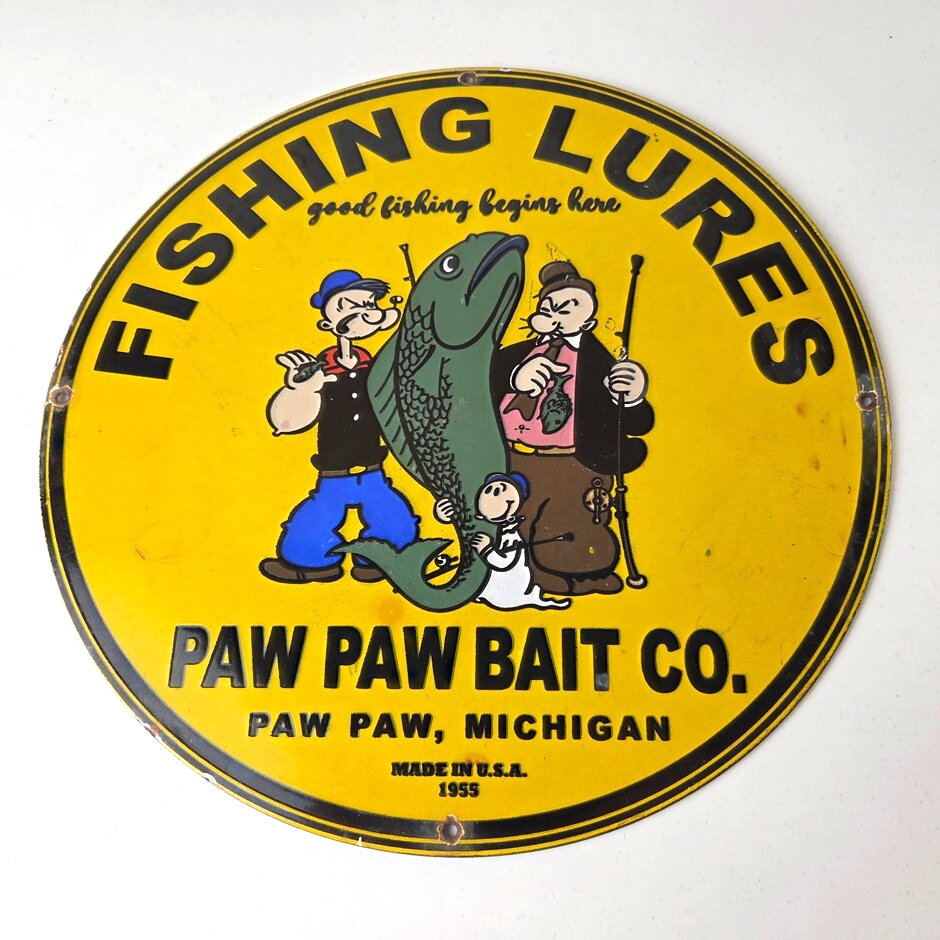 FISHING LURES
good fishing begins here
PAW PAW BAIT CO.
PAW PAW, MICHIGAN
MADE IN U.S.A.
1955